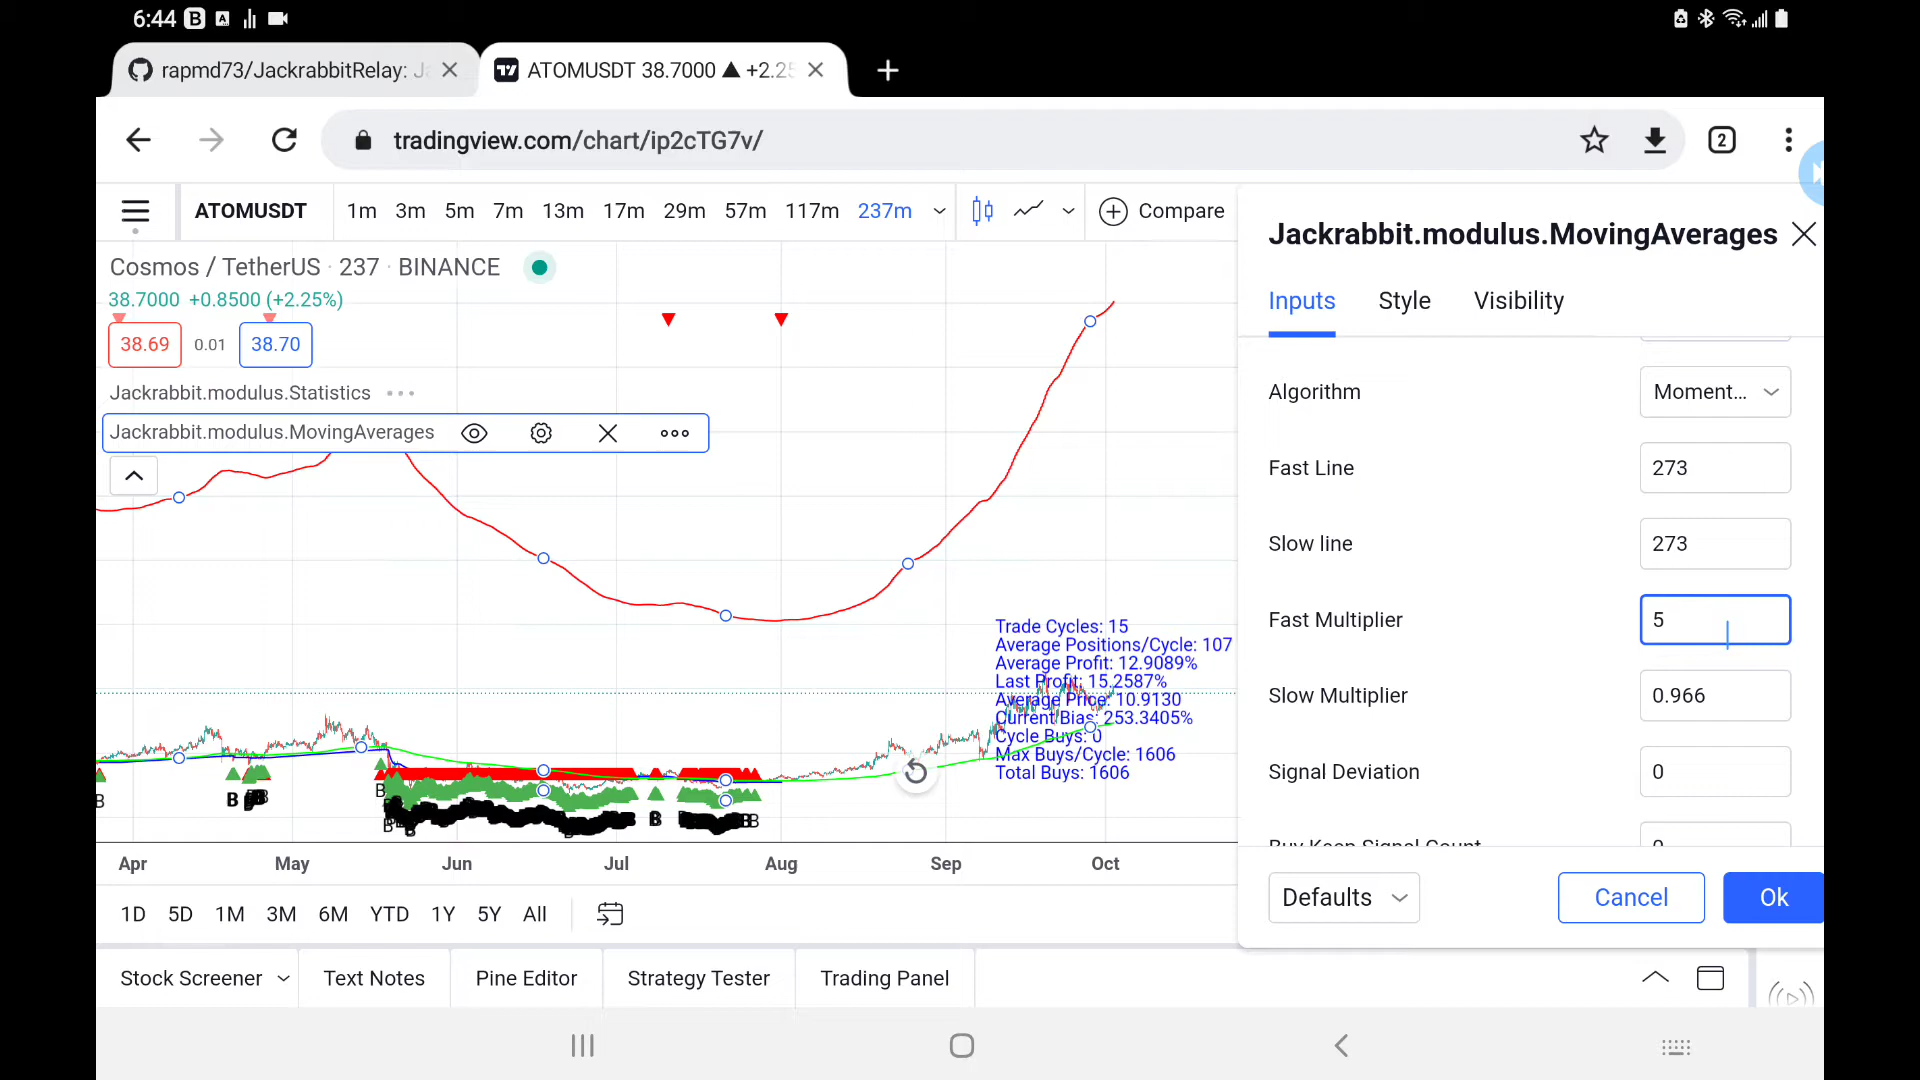 6:44
rapmd73/JackrabbitRelay: Ja
ATOMUSDT 38.7000 ▲ +2.25
tradingview.com/chart/ip2cTG7v/
2
ATOMUSDT
1m 3m 5m 7m 13m 17m 29m 57m 117m 237m
Compare
Cosmos / TetherUS · 237 · BINANCE
38.7000 +0.8500 (+2.25%)
38.69 0.01 38.70
Jackrabbit.modulus.Statistics
Jackrabbit.modulus.MovingAverages
Trade Cycles: 15
Average Positions/Cycle: 107
Average Profit: 12.9089%
Last Profit: 15.2587%
Average Price: 10.9130
Current Bias: 253.3405%
Cycle Buys: 0
Max Buys/Cycle: 1606
Total Buys: 1606
Apr May Jun Jul Aug Sep Oct
1D 5D 1M 3M 6M YTD 1Y 5Y All
Stock Screener Text Notes Pine Editor Strategy Tester Trading Panel
Jackrabbit.modulus.MovingAverages
Inputs Style Visibility
Algorithm Moment...
Fast Line 273
Slow line 273
Fast Multiplier 5
Slow Multiplier 0.966
Signal Deviation 0
Buy Keep Signal Count 0
Defaults Cancel Ok